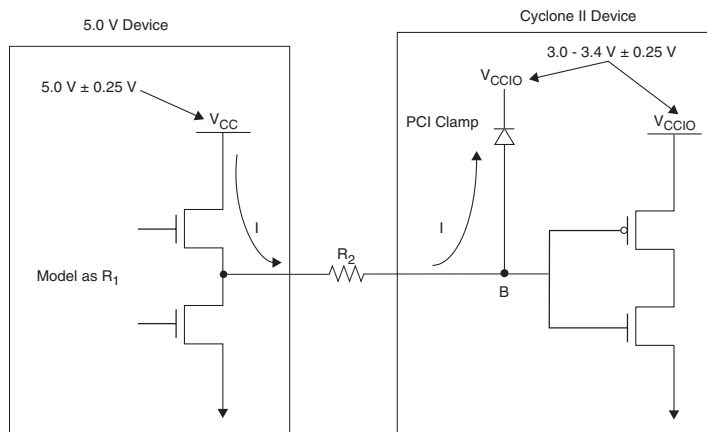 5.0 V Device
Cyclone II Device
5.0 V ± 0.25 V
3.0 - 3.4 V ± 0.25 V
VCC
VCCIO
VCCIO
PCI Clamp
I
I
R2
Model as R1
B